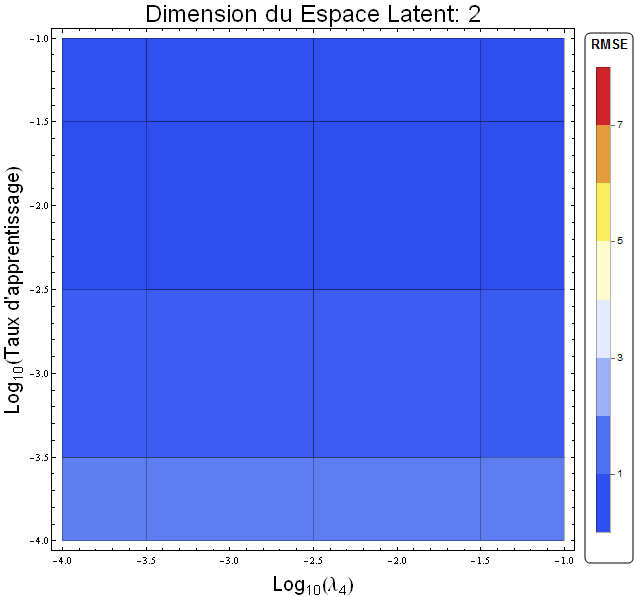 Dimension du Espace Latent: 2
RMSE
7
5
3
1
Log10(Taux d'apprentissage)
-1.0
-1.5
-2.0
-2.5
-3.0
-3.5
-4.0
-4.0 -3.5 -3.0 -2.5 -2.0 -1.5 -1.0
Log10(λ4)